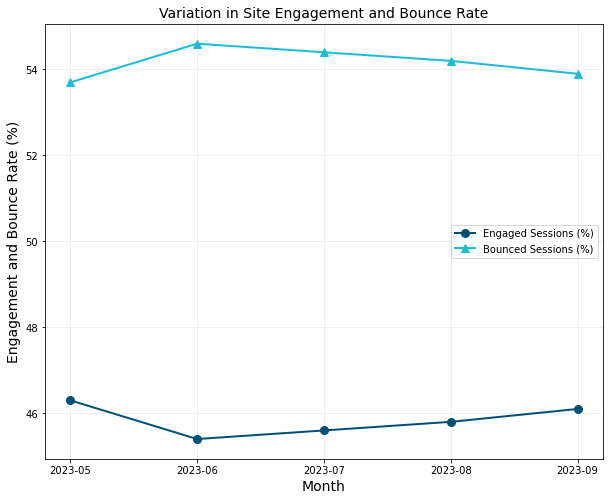 Variation in Site Engagement and Bounce Rate
Engagement and Bounce Rate (%)
54
52
50
48
46
Engaged Sessions (%)
Bounced Sessions (%)
2023-05 2023-06 2023-07 2023-08 2023-09
Month